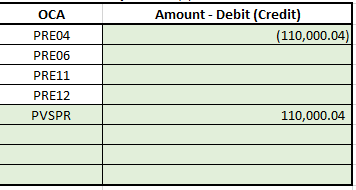 OCA Amount - Debit (Credit)
PRE04 (110,000.04)
PRE06
PRE11
PRE12
PVSPR 110,000.04